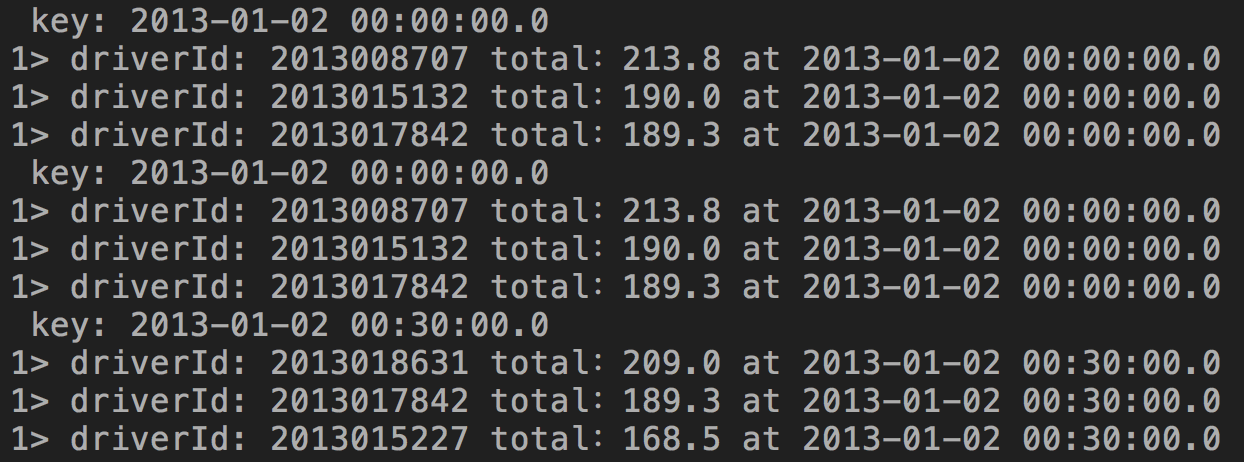 key: 2013-01-02 00:00:00.0
1> driverId: 2013008707 total：213.8 at 2013-01-02 00:00:00.0
1> driverId: 2013015132 total：190.0 at 2013-01-02 00:00:00.0
1> driverId: 2013017842 total：189.3 at 2013-01-02 00:00:00.0
key: 2013-01-02 00:00:00.0
1> driverId: 2013008707 total：213.8 at 2013-01-02 00:00:00.0
1> driverId: 2013015132 total：190.0 at 2013-01-02 00:00:00.0
1> driverId: 2013017842 total：189.3 at 2013-01-02 00:00:00.0
key: 2013-01-02 00:30:00.0
1> driverId: 2013018631 total：209.0 at 2013-01-02 00:30:00.0
1> driverId: 2013017842 total：189.3 at 2013-01-02 00:30:00.0
1> driverId: 2013015227 total：168.5 at 2013-01-02 00:30:00.0